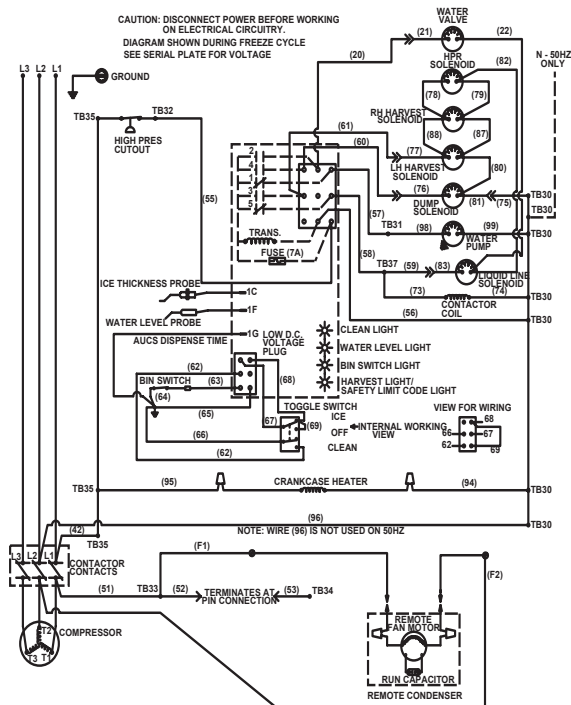 CAUTION: DISCONNECT POWER BEFORE WORKING
ON ELECTRICAL CIRCUITRY.
DIAGRAM SHOWN DURING FREEZE CYCLE
SEE SERIAL PLATE FOR VOLTAGE
WATER
VALVE
(21)
(22)
(20)
HPR
SOLENOID
(82)
N - 50HZ
ONLY
L3 L2 L1
GROUND
TB35
TB32
HIGH PRES
CUTOUT
(55)
(78)
(79)
RH HARVEST
SOLENOID
(61)
(60)
(88)
(87)
(77)
LH HARVEST
SOLENOID
(80)
(76)
DUMP
SOLENOID
(81)
(75)
TB30
TB30
2
4
1
3
5
TRANS.
FUSE (7A)
(57)
TB31
(98)
(99)
TB30
WATER
PUMP
(58)
TB37
(59)
(83)
LIQUID LINE
SOLENOID
(73)
(74)
TB30
CONTACTOR
COIL
(56)
TB30
ICE THICKNESS PROBE
1C
WATER LEVEL PROBE
1F
AUCS DISPENSE TIME
1G
LOW D.C.
VOLTAGE
PLUG
CLEAN LIGHT
WATER LEVEL LIGHT
BIN SWITCH LIGHT
HARVEST LIGHT/
SAFETY LIMIT CODE LIGHT
(62)
BIN SWITCH
(63)
(64)
(65)
(68)
(66)
(67)
(62)
TOGGLE SWITCH
ICE
(69)
OFF
CLEAN
INTERNAL WORKING
VIEW
VIEW FOR WIRING
68
66
67
62
69
TB35
(95)
CRANKCASE HEATER
(94)
TB30
(96)
TB30
NOTE: WIRE (96) IS NOT USED ON 50HZ
(42)
TB35
L3 L2 L1
CONTACTOR
CONTACTS
(51)
TB33
(52)
TERMINATES AT
PIN CONNECTION
(53)
TB34
(F1)
(F2)
COMPRESSOR
T2
T3 T1
REMOTE
FAN MOTOR
RUN CAPACITOR
REMOTE CONDENSER